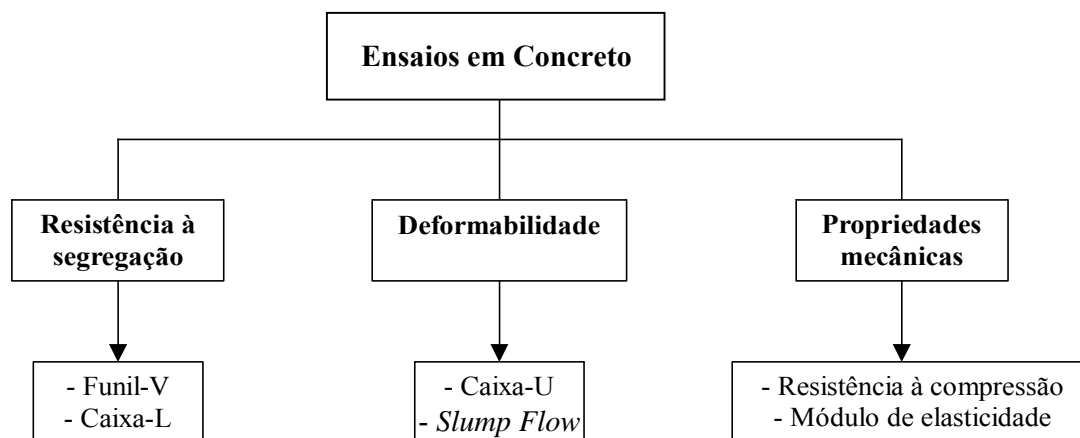 Ensaios em Concreto
Resistência à
segregação
Deformabilidade
Propriedades
mecânicas
- Funil-V
- Caixa-L
- Caixa-U
- Slump Flow
- Resistência à compressão
- Módulo de elasticidade